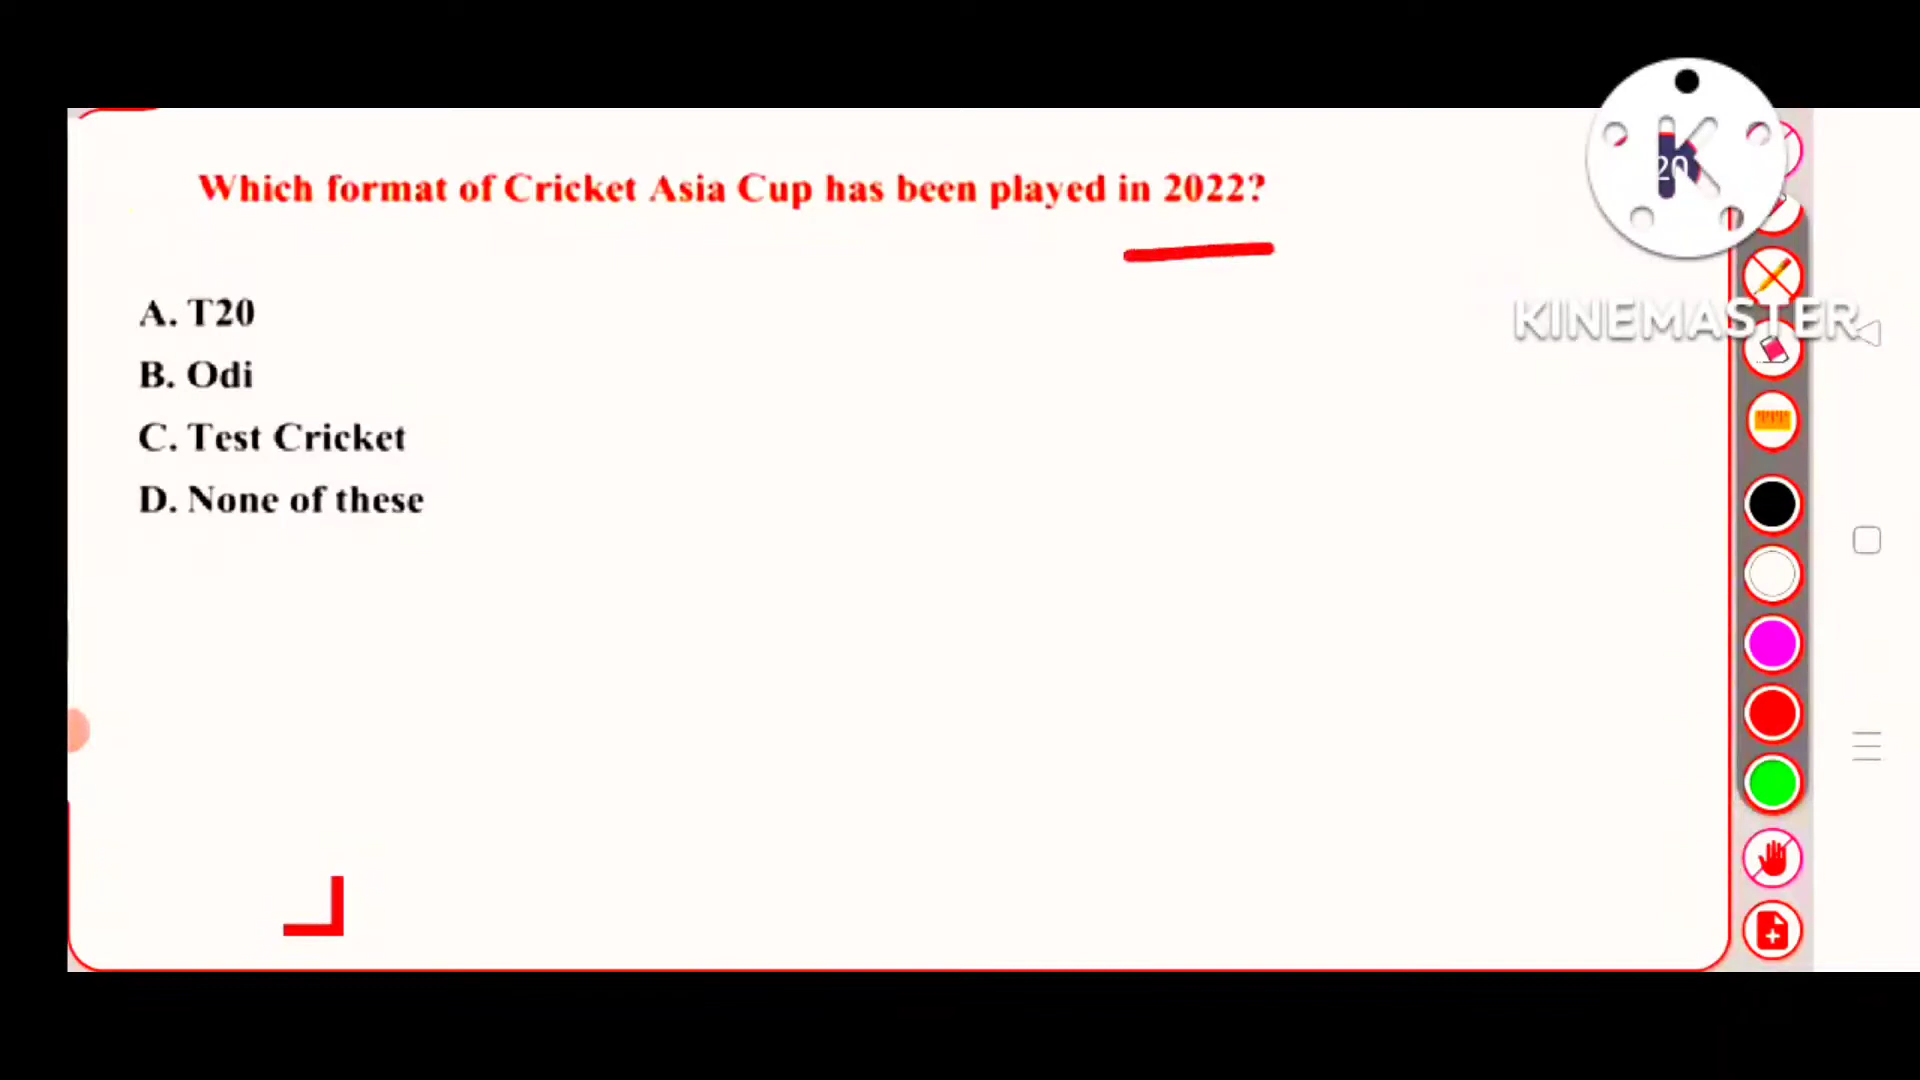 Which format of Cricket Asia Cup has been played in 2022?
20
KINEMASTER
A. T20
B. Odi
C. Test Cricket
D. None of these